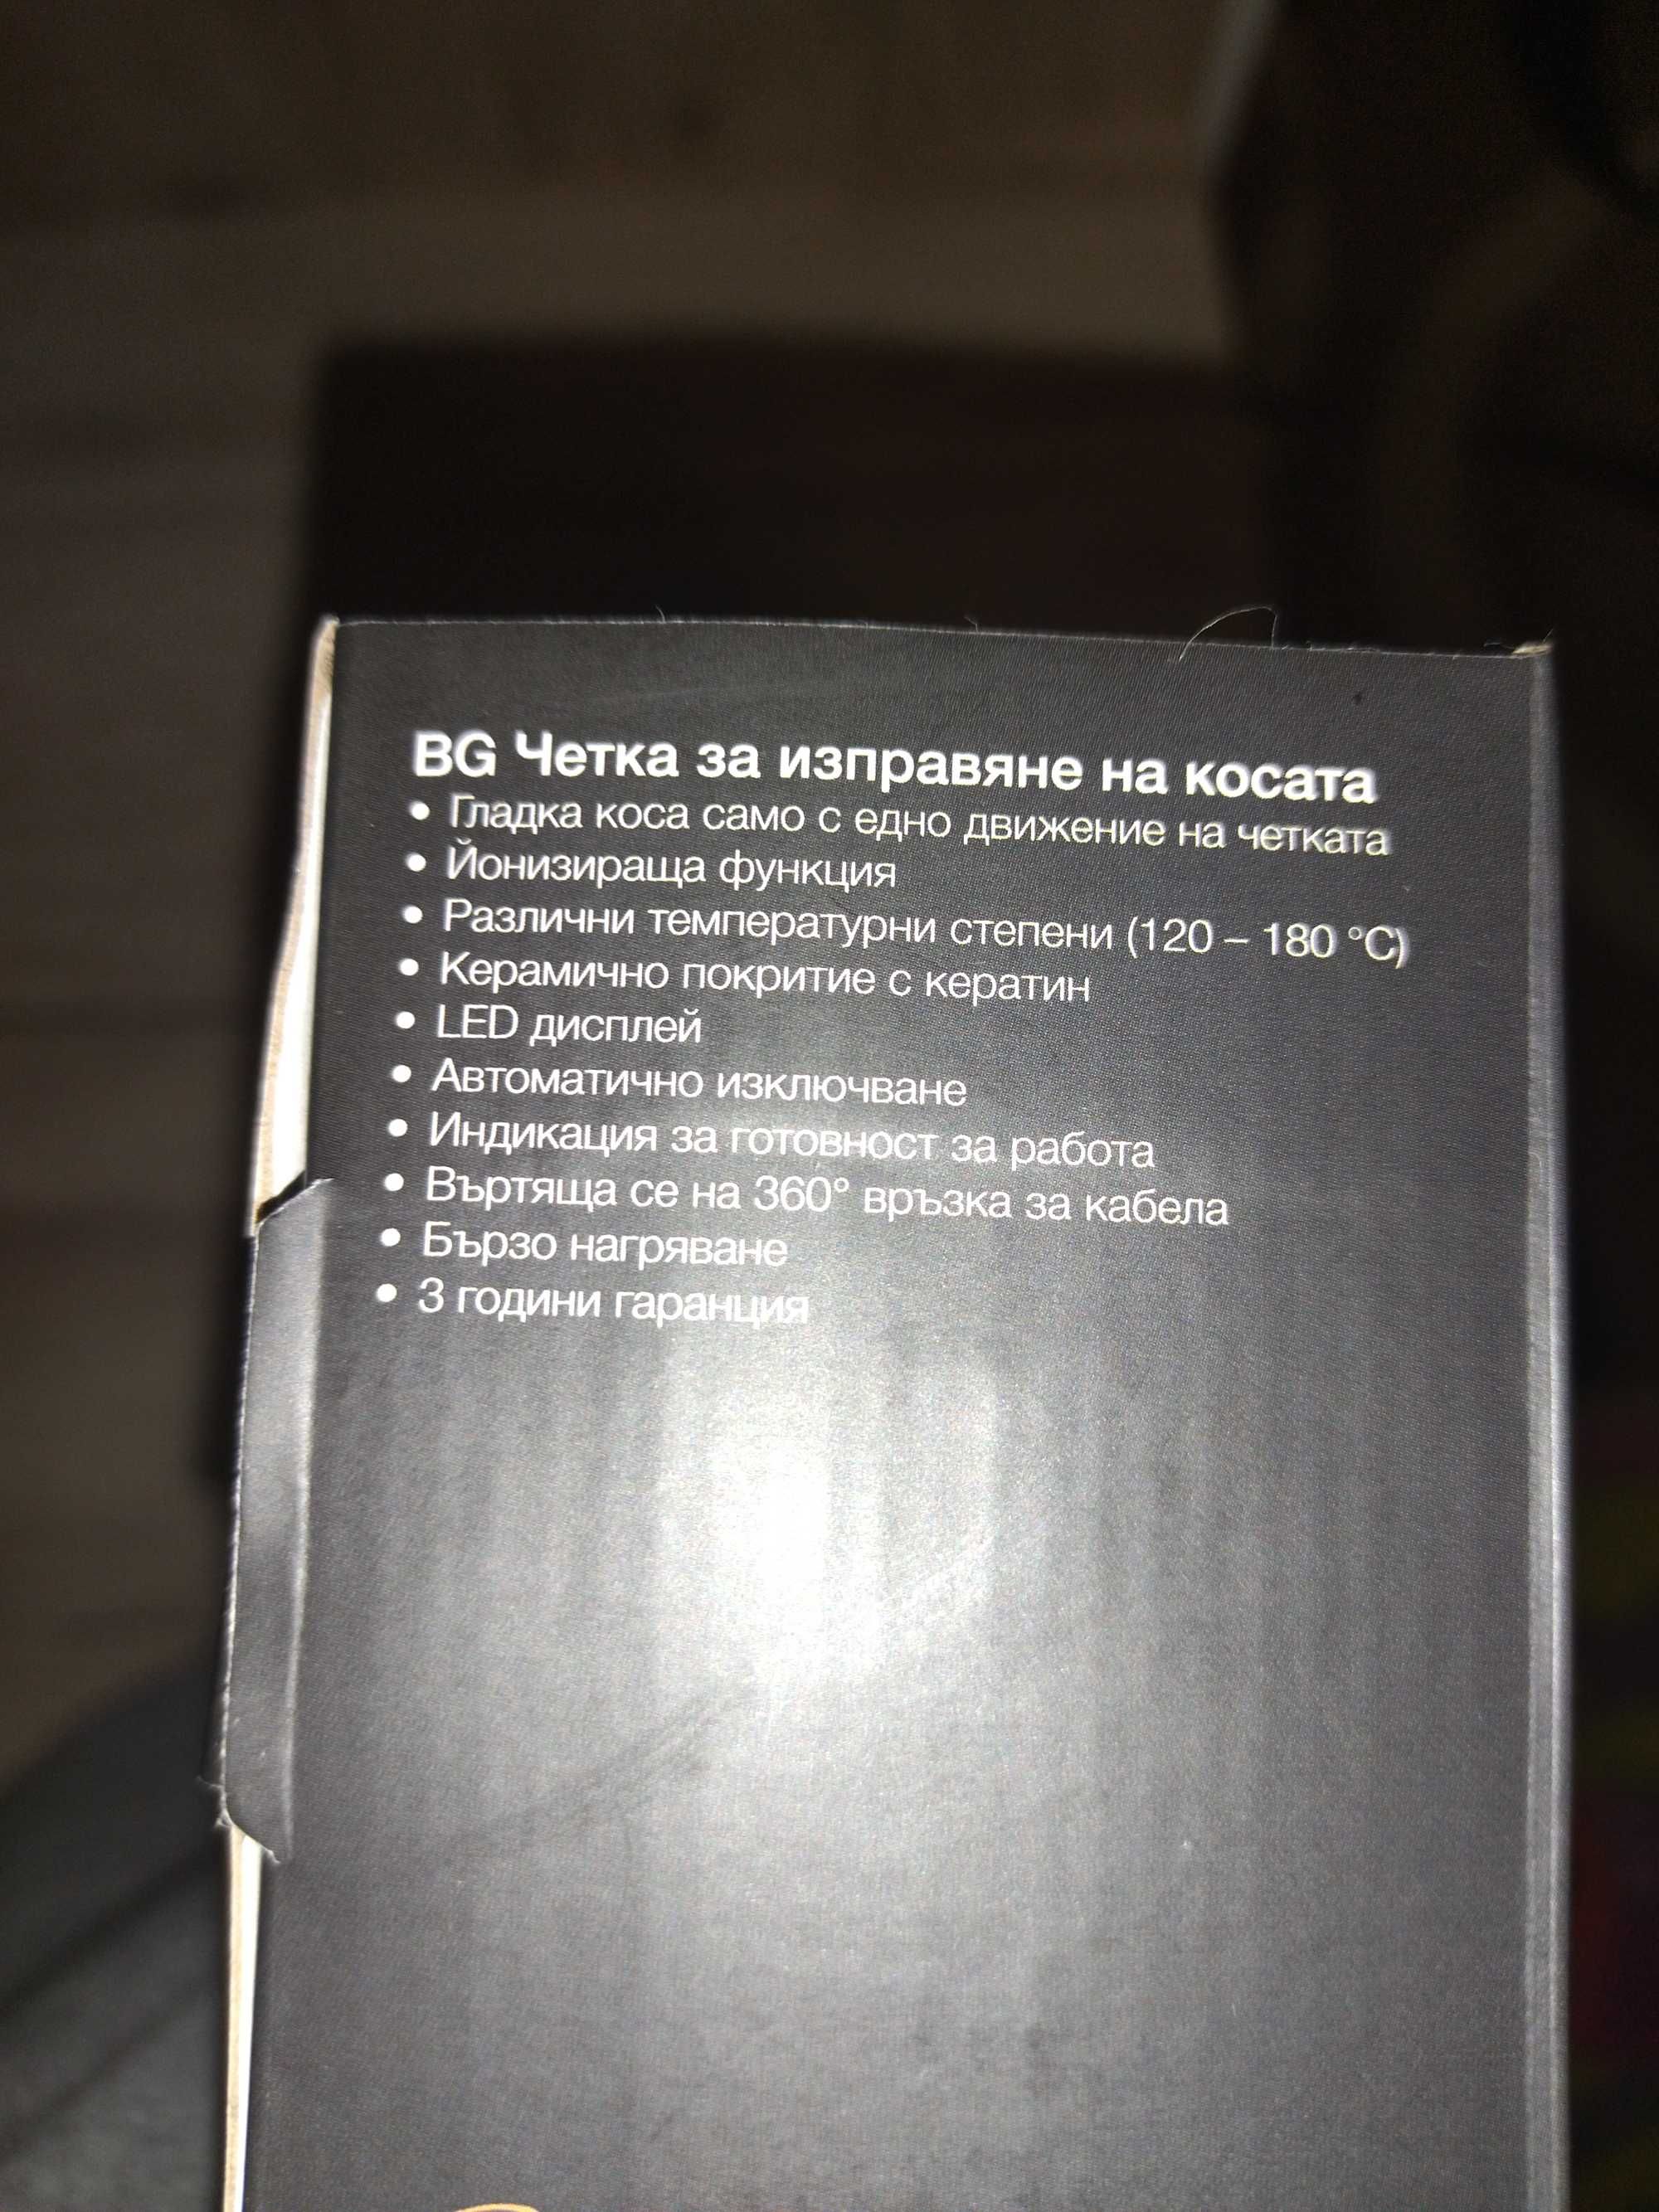 BG Четка за изправяне на косата
• Гладка коса само с едно движение на четката
• Йонизираща функция
• Различни температурни степени (120 – 180 °C)
• Керамично покритие с кератин
• LED дисплей
• Автоматично изключване
• Индикация за готовност за работа
• Въртяща се на 360° връзка за кабела
• Бързо нагряване
• 3 години гаранция